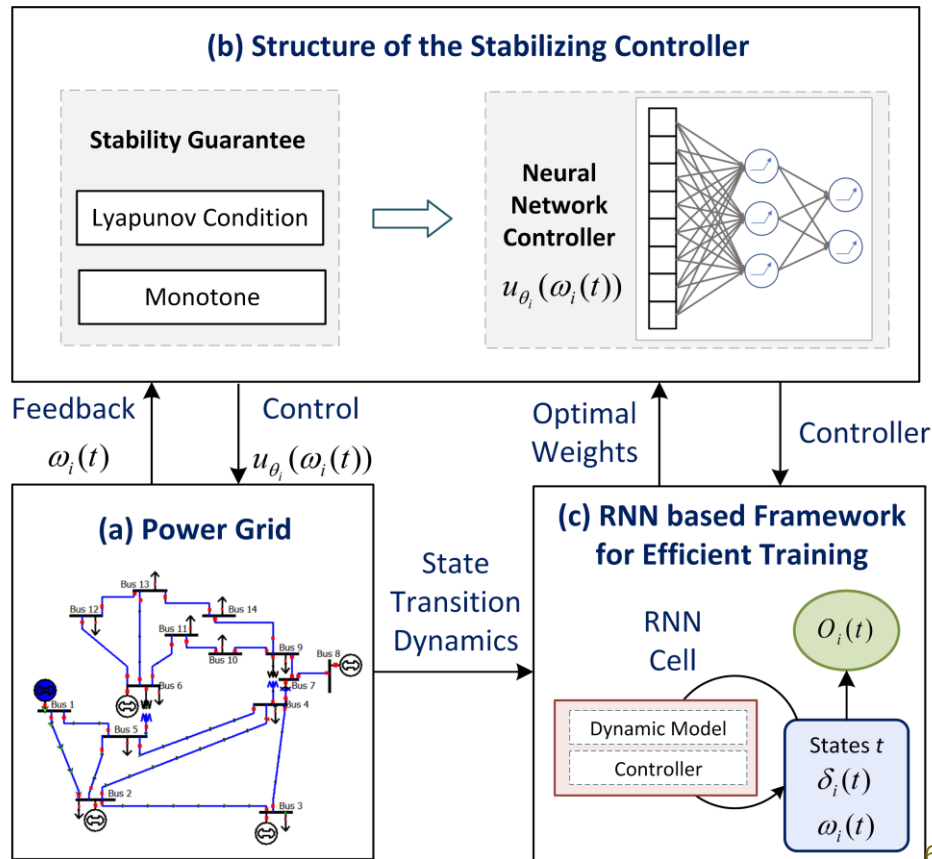 (b) Structure of the Stabilizing Controller
Stability Guarantee
Lyapunov Condition
Monotone
Neural
Network
Controller
u_{θ_i}(ω_i(t))
Feedback
ω_i(t)
Control
u_{θ_i}(ω_i(t))
Optimal
Weights
Controller
(a) Power Grid
Bus 13
Bus 12
Bus 14
Bus 11
Bus 10
Bus 9
Bus 8
Bus 7
Bus 6
Bus 1
Bus 5
Bus 4
Bus 2
Bus 3
State
Transition
Dynamics
(c) RNN based Framework
for Efficient Training
RNN
Cell
O_i(t)
Dynamic Model
Controller
States t
δ_i(t)
ω_i(t)
6